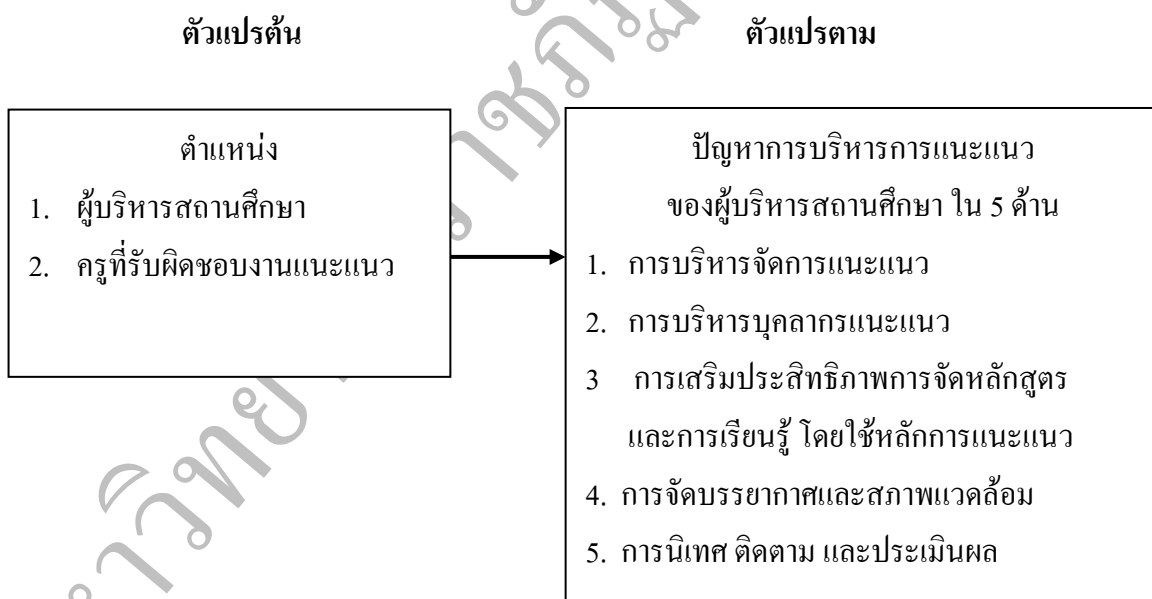 ตัวแปรต้น
ตัวแปรตาม
ตำแหน่ง
1. ผู้บริหารสถานศึกษา
2. ครูที่รับผิดชอบงานแนะแนว
ปัญหาการบริหารการแนะแนว
ของผู้บริหารสถานศึกษา ใน 5 ด้าน
1. การบริหารจัดการแนะแนว
2. การบริหารบุคลากรแนะแนว
3 การเสริมประสิทธิภาพการจัดหลักสูตร
และการเรียนรู้ โดยใช้หลักการแนะแนว
4. การจัดบรรยากาศและสภาพแวดล้อม
5. การนิเทศ ติดตาม และประเมินผล